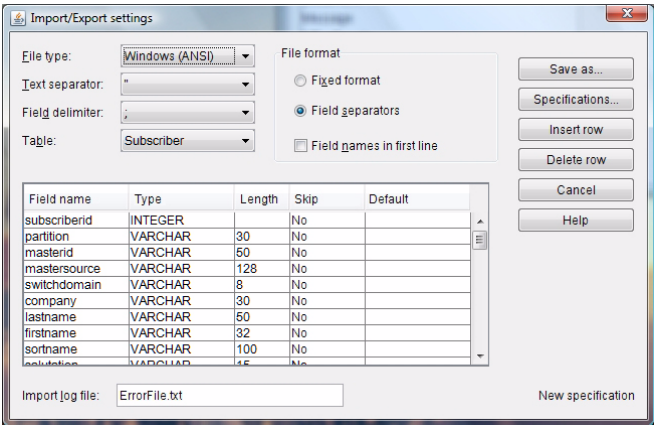 Import/Export settings
File type: Windows (ANSI)
Text separator: "
Field delimiter: ;
Table: Subscriber
File format
Fixed format
Field separators
Field names in first line
Save as...
Specifications...
Insert row
Delete row
Cancel
Help
Field name Type Length Skip Default
subscriberid INTEGER No
partition VARCHAR 30 No
masterid VARCHAR 50 No
mastersource VARCHAR 128 No
switchdomain VARCHAR 8 No
company VARCHAR 30 No
lastname VARCHAR 50 No
firstname VARCHAR 32 No
sortname VARCHAR 100 No
salutation VARCHAR 15 No
Import log file: ErrorFile.txt
New specification